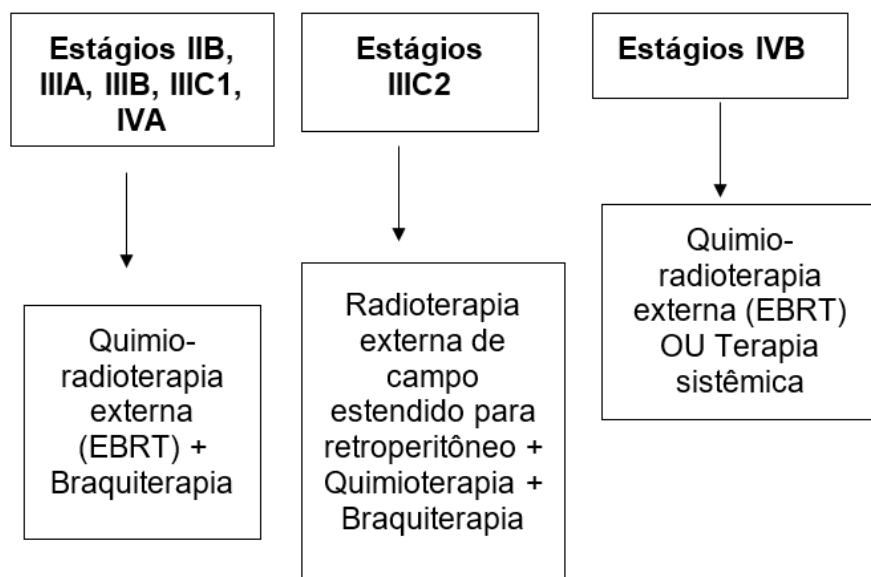 Estágios IIB,
IIIA, IIIB, IIIC1,
IVA
Estágios
IIIC2
Estágios IVB
Quimio-
radioterapia
externa
(EBRT) +
Braquiterapia
Radioterapia
externa de
campo
estendido para
retroperitôneo +
Quimioterapia +
Braquiterapia
Quimio-
radioterapia
externa (EBRT)
OU Terapia
sistêmica